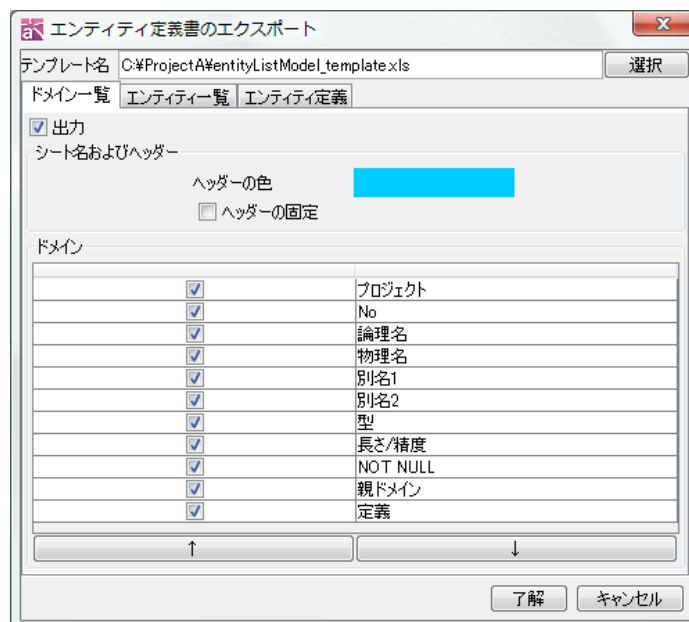 エンティティ定義書のエクスポート
テンプレート名 C:¥ProjectA¥entityListModel_template.xls 選択
ドメイン一覧 エンティティ一覧 エンティティ定義
出力
シート名およびヘッダー
ヘッダーの色
ヘッダーの固定
ドメイン
プロジェクト
No
論理名
物理名
別名1
別名2
型
長さ/精度
NOT NULL
親ドメイン
定義
↑ ↓
了解 キャンセル